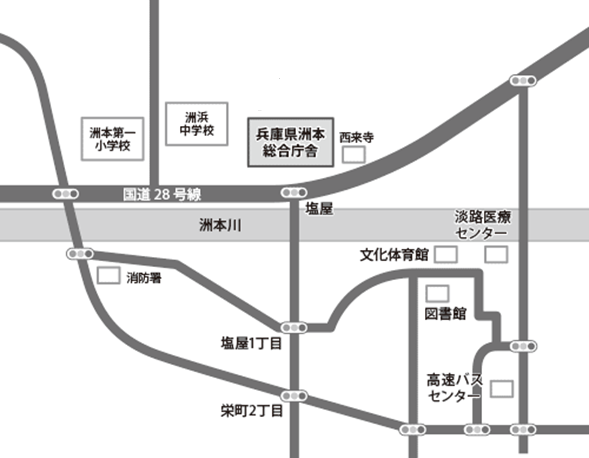 洲浜
中学校
洲本第一
小学校
兵庫県洲本
総合庁舎
西来寺
国道28号線
塩屋
洲本川
淡路医療
センター
文化体育館
消防署
図書館
塩屋1丁目
高速バス
センター
栄町2丁目